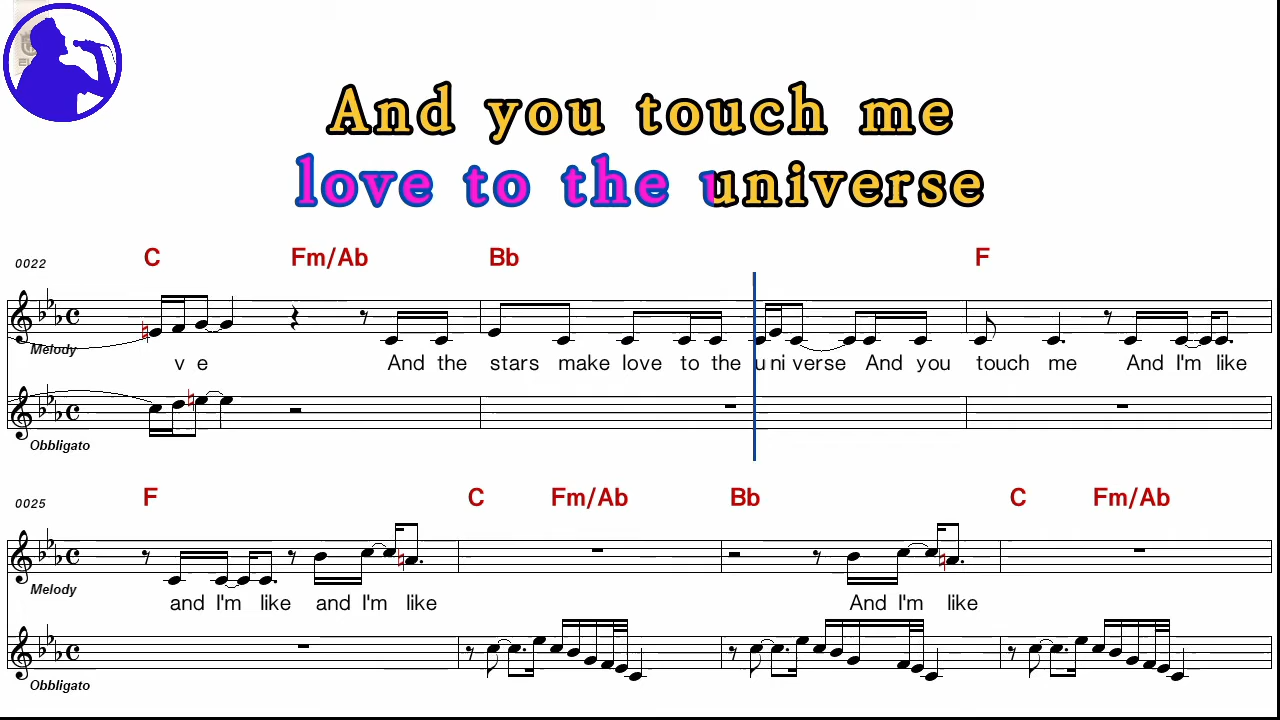 And you touch me
love to the universe
0022 C Fm/Ab Bb F
Melody
v e And the stars make love to the uni verse And you touch me And I'm like
Obbligato
0025 F C Fm/Ab Bb C Fm/Ab
Melody
and I'm like and I'm like And I'm like
Obbligato